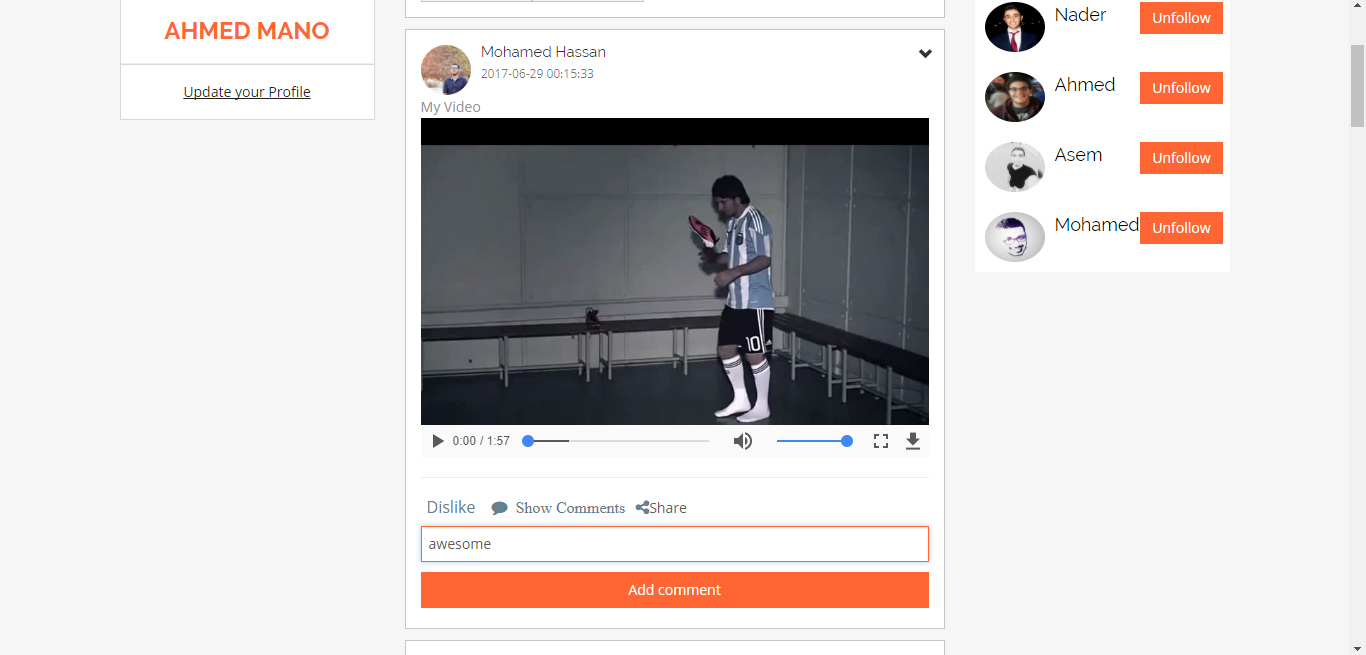 AHMED MANO
Update your Profile
Mohamed Hassan
2017-06-29 00:15:33
My Video
10
0:00 / 1:57
Dislike Show Comments Share
awesome
Add comment
Nader Unfollow
Ahmed Unfollow
Asem Unfollow
Mohamed Unfollow